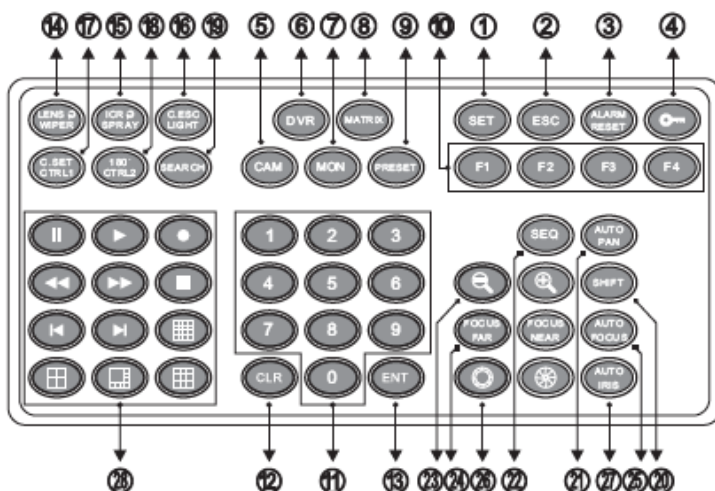 ⑭ ⑰ ⑮ ⑱ ⑯ ⑲ ⑤ ⑥ ⑦ ⑧ ⑨ ⑩ ① ② ③ ④
LENS WIPER ICR SPRAY C.ESC LIGHT DVR MATRIX SET ESC ALARM RESET
C.SET CTRL1 180° CTRL2 SEARCH CAM MON PRESET F1 F2 F3 F4
1 2 3 SEQ AUTO PAN
4 5 6 SHIFT
7 8 9 FOCUS FAR FOCUS NEAR AUTO FOCUS
CLR 0 ENT AUTO IRIS
㉘ ⑫ ⑪ ⑬ ㉓ ㉔ ㉖ ㉒ ㉑ ㉗ ㉕ ⑳